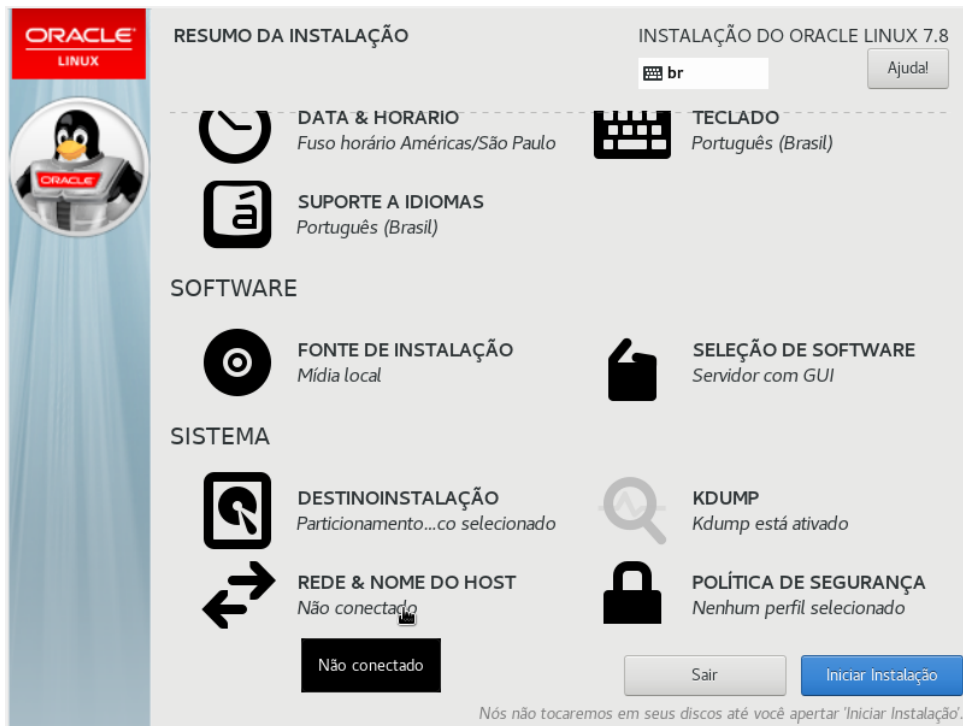 ORACLE
LINUX
RESUMO DA INSTALAÇÃO
INSTALAÇÃO DO ORACLE LINUX 7.8
br
Ajuda!
DATA & HORÁRIO
Fuso horário Américas/São Paulo
TECLADO
Português (Brasil)
á
SUPORTE A IDIOMAS
Português (Brasil)
ORACLE
SOFTWARE
FONTE DE INSTALAÇÃO
Mídia local
SELEÇÃO DE SOFTWARE
Servidor com GUI
SISTEMA
DESTINOINSTALAÇÃO
Particionamento...co selecionado
KDUMP
Kdump está ativado
REDE & NOME DO HOST
Não conectado
POLÍTICA DE SEGURANÇA
Nenhum perfil selecionado
Não conectado
Sair
Iniciar Instalação
Nós não tocaremos em seus discos até você apertar 'Iniciar Instalação'.